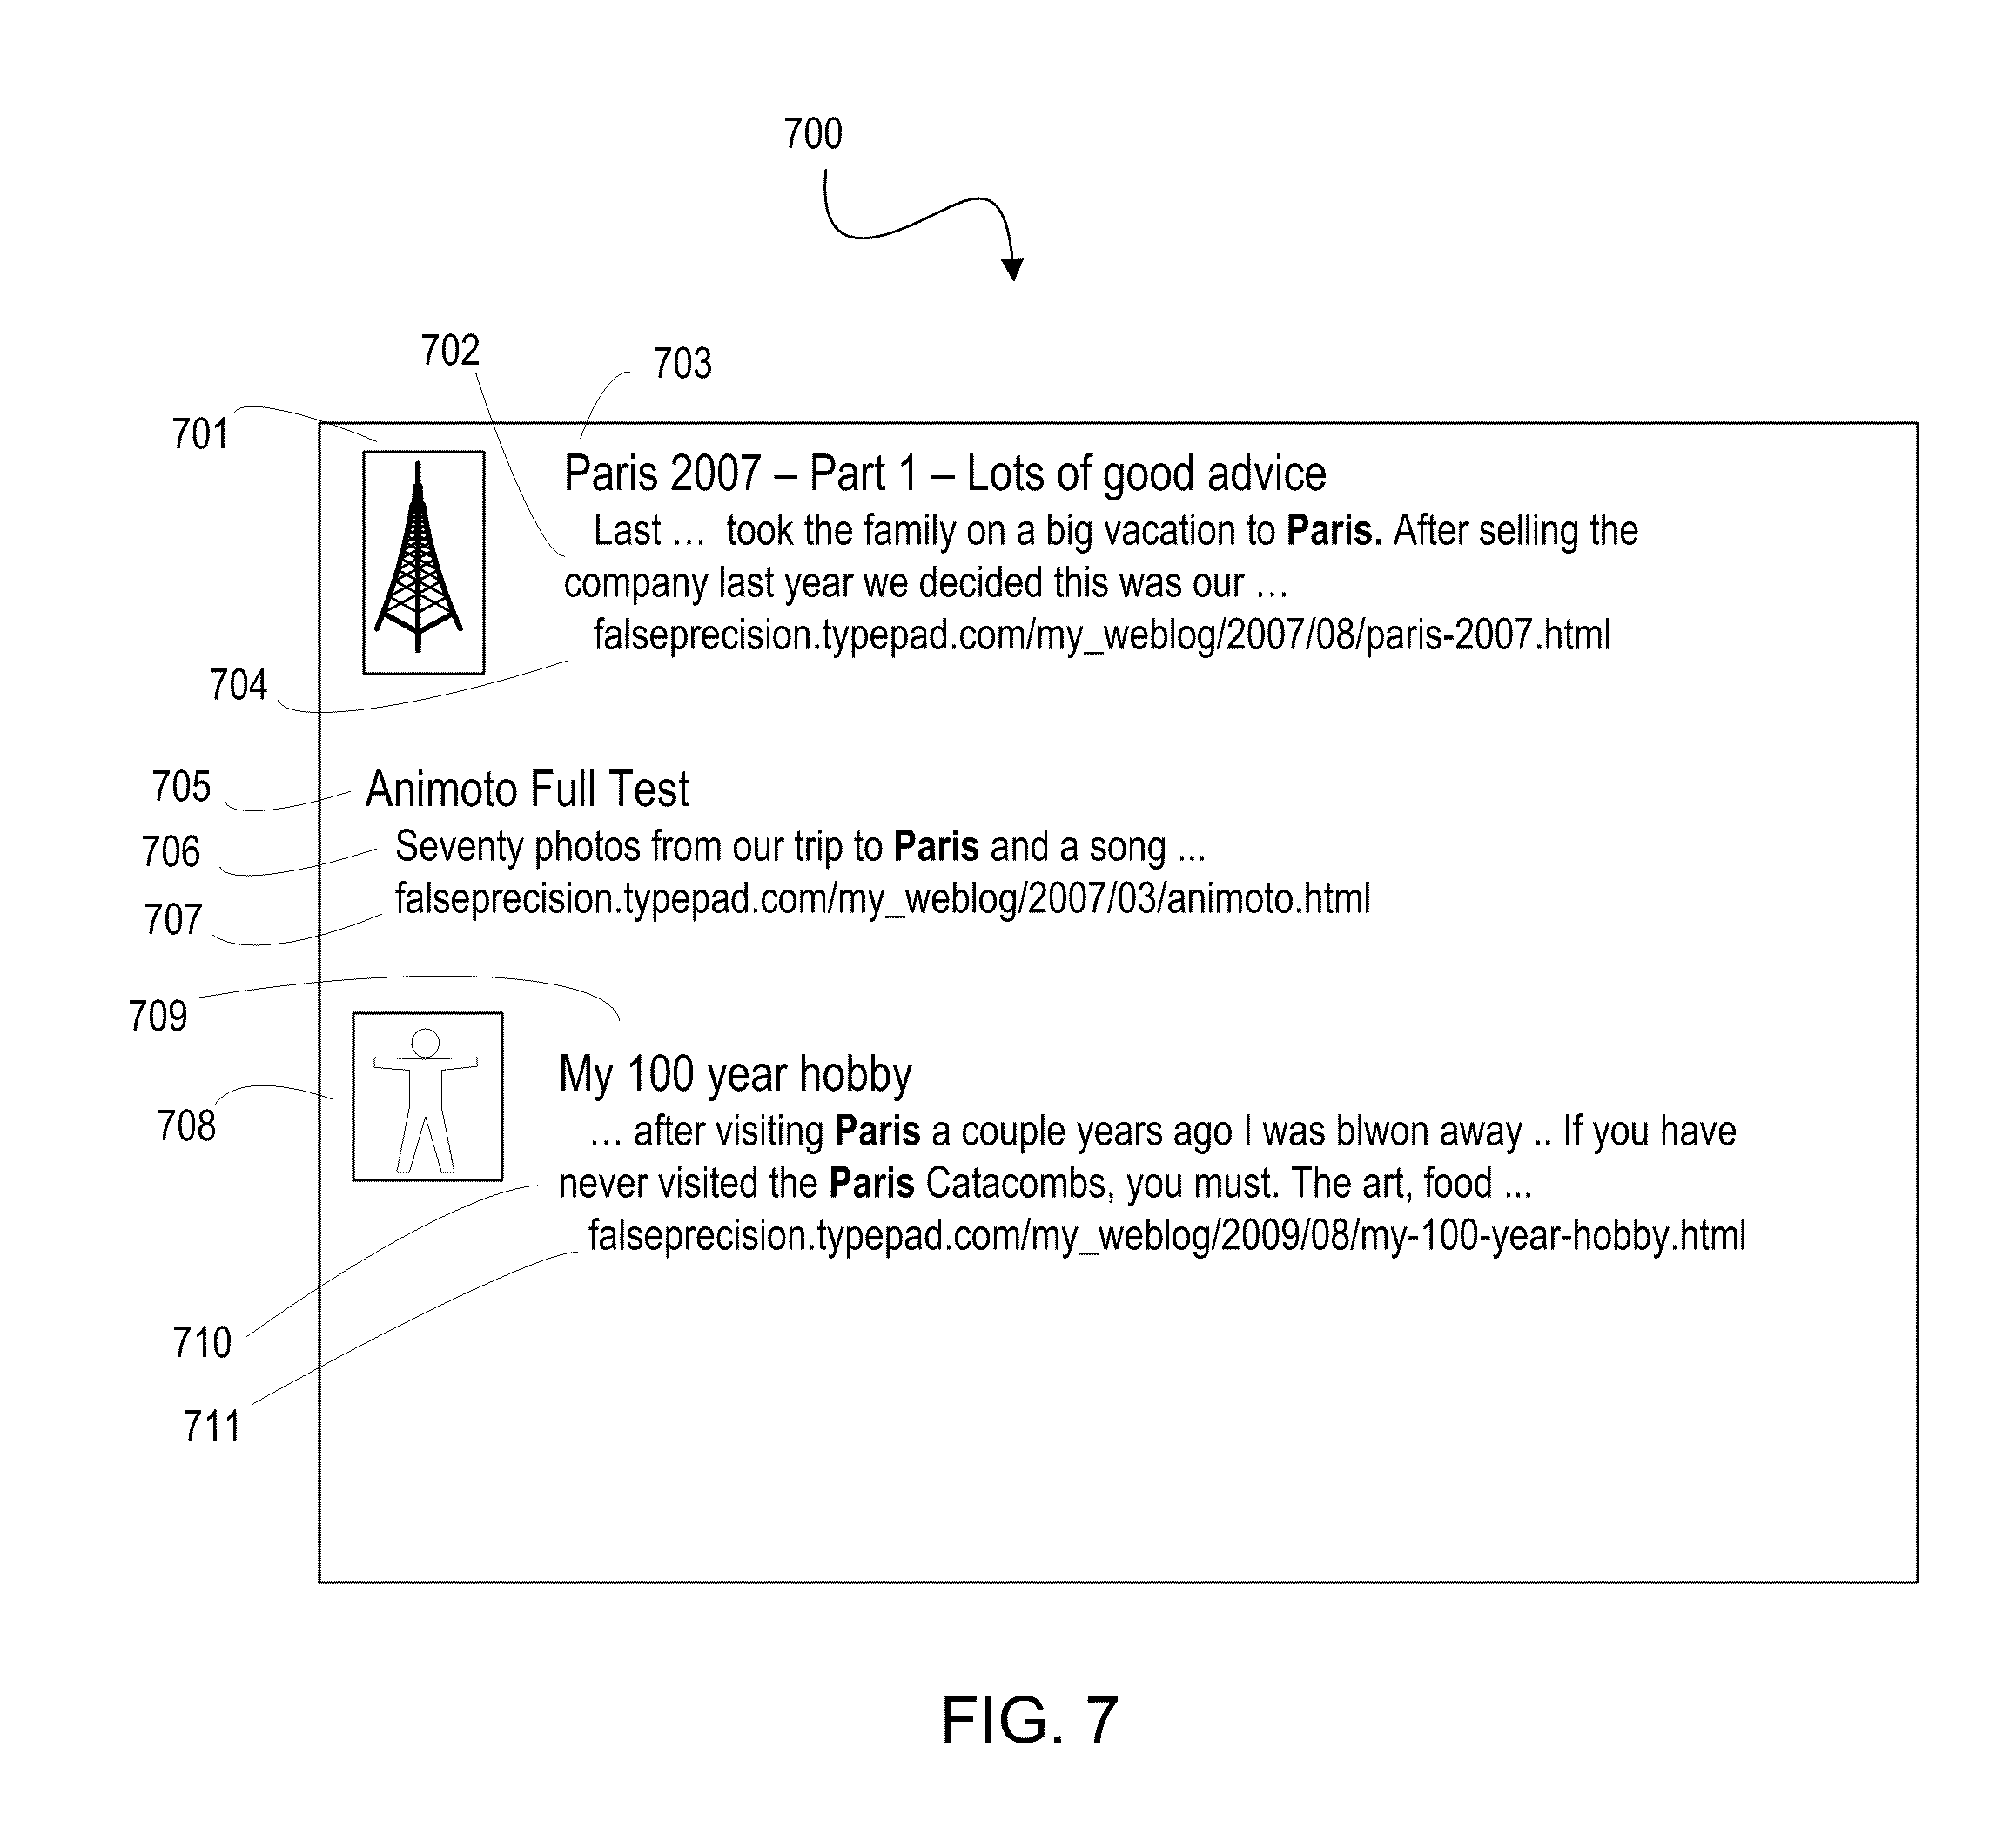 700
702
703
701
Paris 2007 – Part 1 – Lots of good advice
Last … took the family on a big vacation to Paris. After selling the
company last year we decided this was our …
falseprecision.typepad.com/my_weblog/2007/08/paris-2007.html
704
705
Animoto Full Test
706
Seventy photos from our trip to Paris and a song ...
falseprecision.typepad.com/my_weblog/2007/03/animoto.html
707
709
My 100 year hobby
708
… after visiting Paris a couple years ago I was blwon away .. If you have
never visited the Paris Catacombs, you must. The art, food ...
falseprecision.typepad.com/my_weblog/2009/08/my-100-year-hobby.html
710
711
FIG. 7